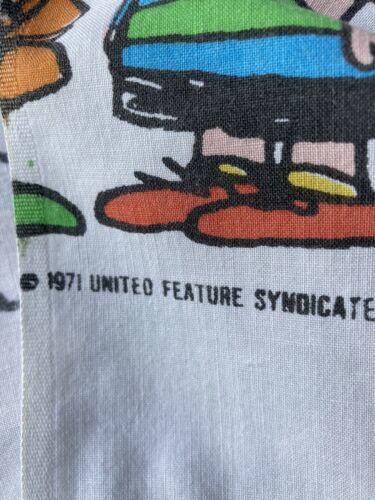 © 1971 UNITED FEATURE SYNDICATE